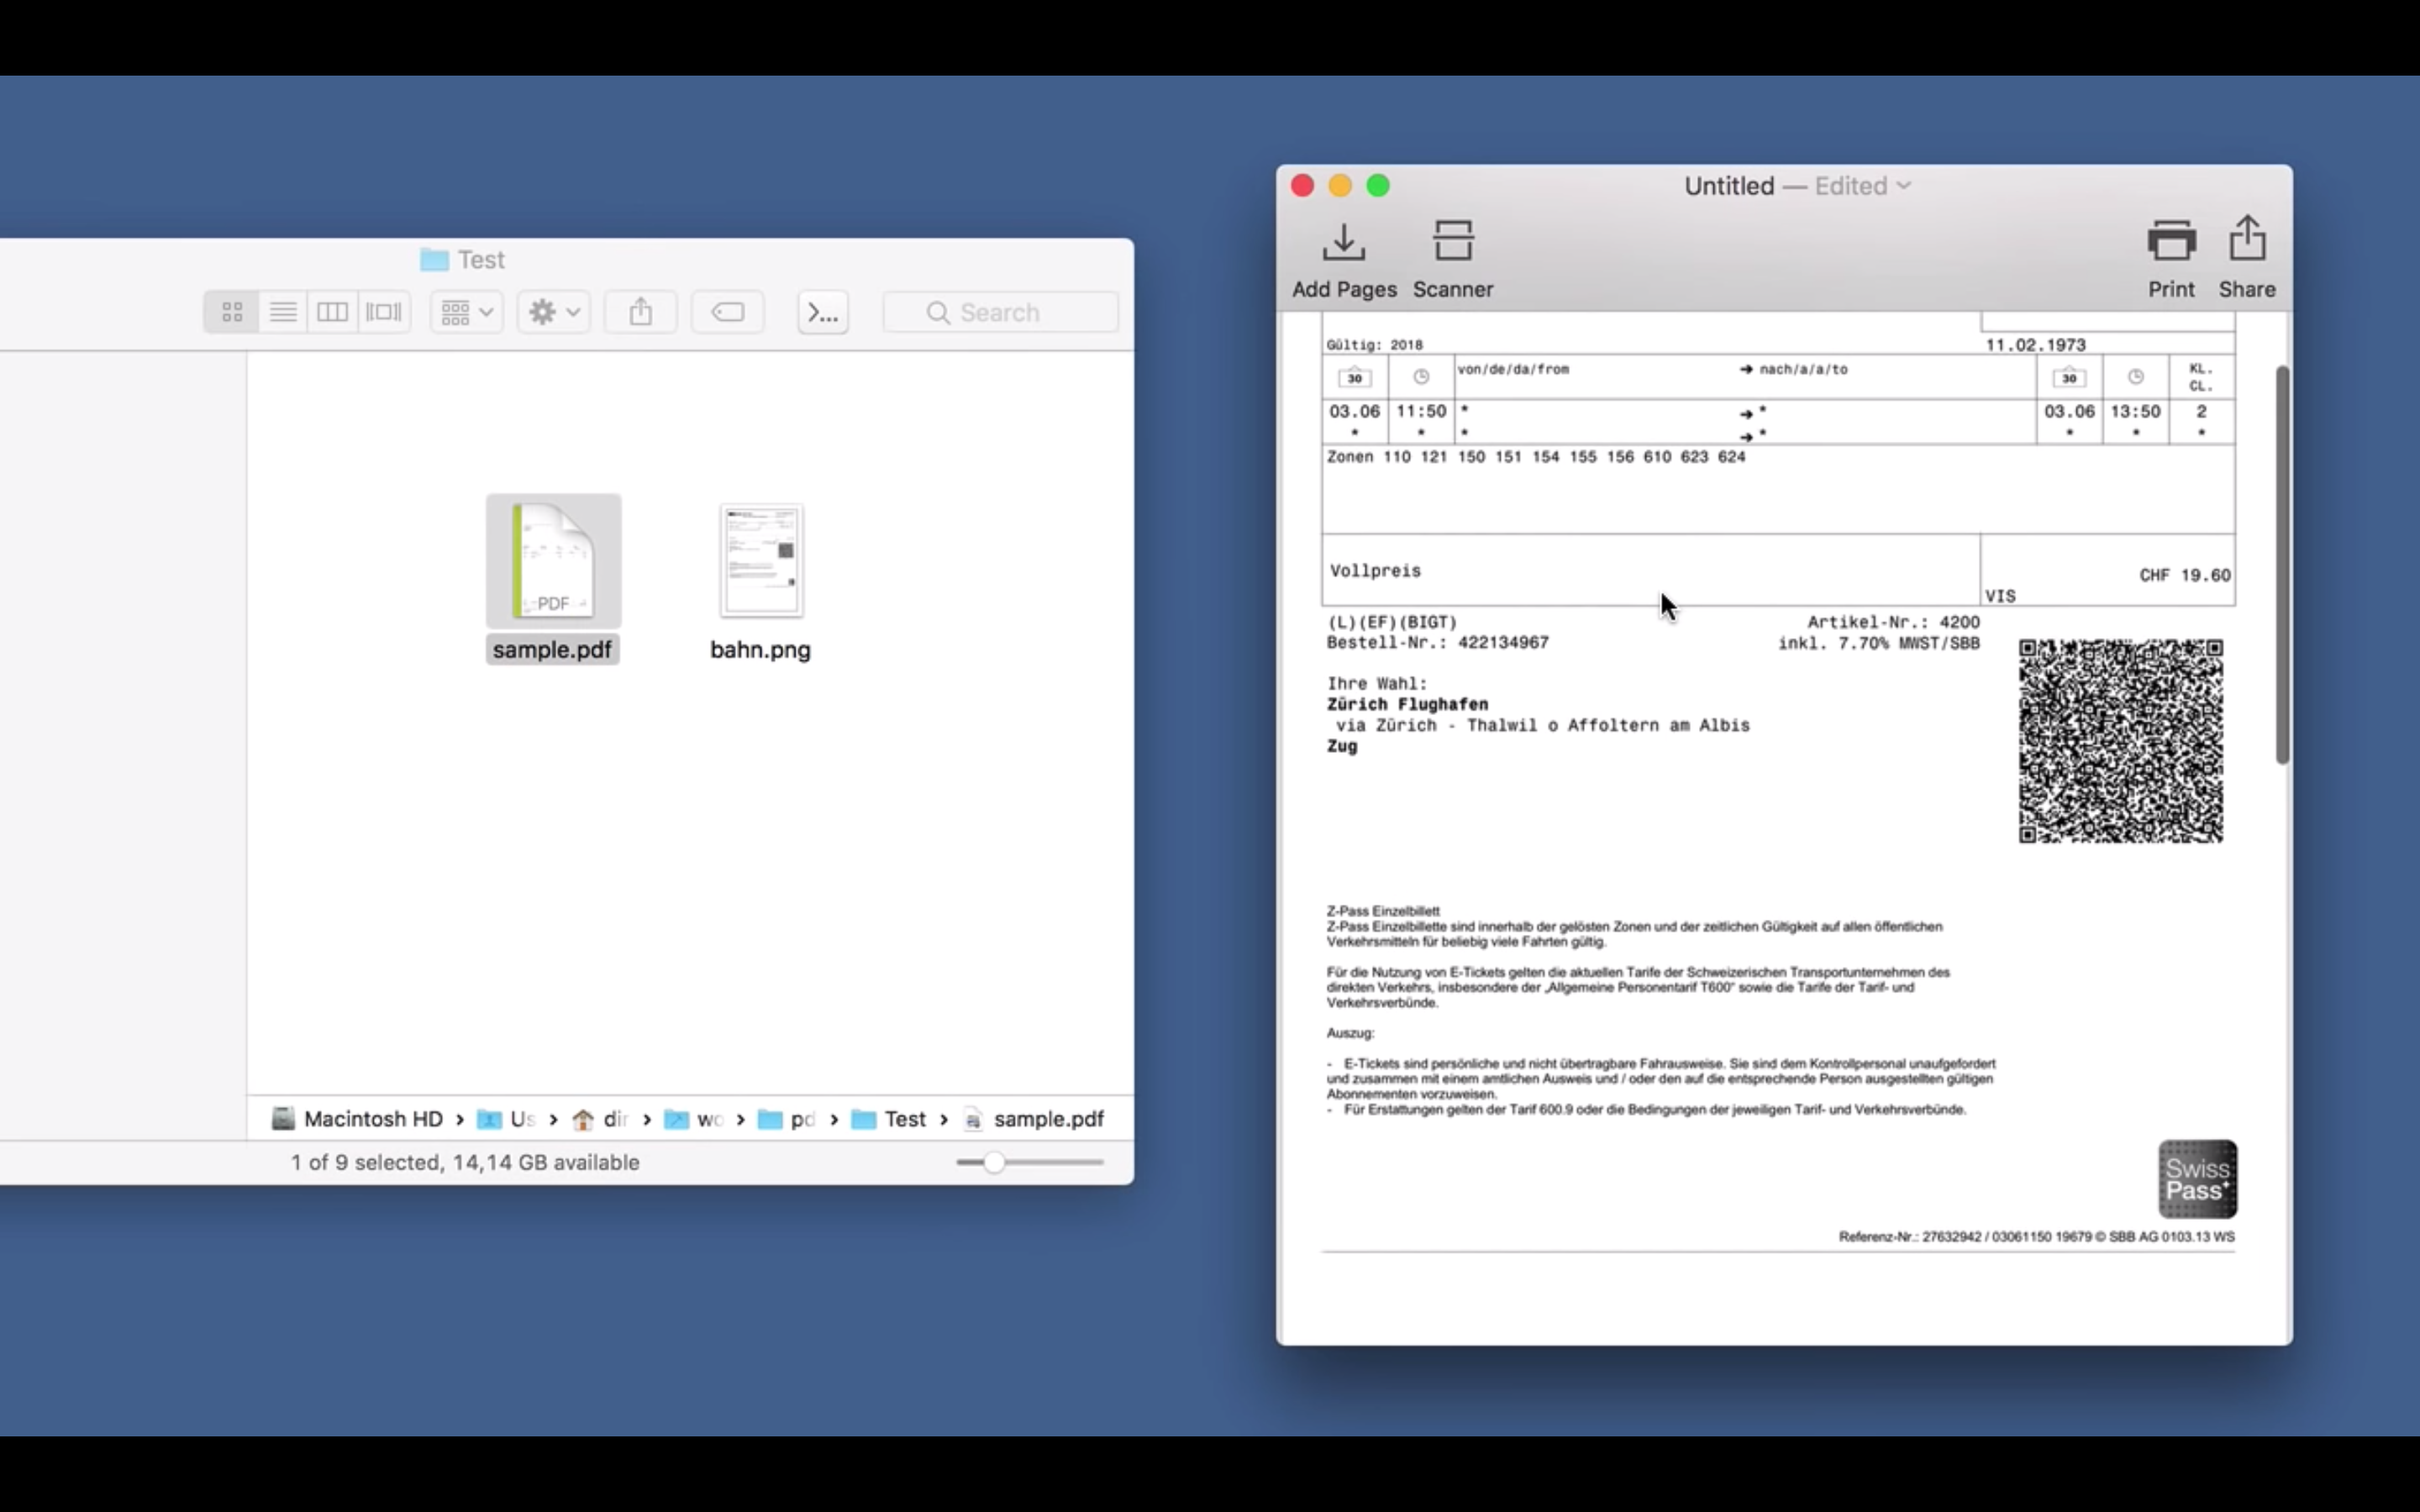 Test
>...
Search
PDF
sample.pdf
bahn.png
Macintosh HD › Us › dir › wo › pd › Test › sample.pdf
1 of 9 selected, 14,14 GB available
Untitled — Edited
Add Pages Scanner Print Share
Gültig: 2018 11.02.1973
30 von/de/da/from ➔ nach/a/a/to 30 KL. CL.
03.06 11:50 * ➔ * 03.06 13:50 2
* * * ➔ * * * *
Zonen 110 121 150 151 154 155 156 610 623 624
Vollpreis CHF 19.60
VIS
(L)(EF)(BIGT) Artikel-Nr.: 4200
Bestell-Nr.: 422134967 inkl. 7.70% MWST/SBB
Ihre Wahl:
Zürich Flughafen
via Zürich - Thalwil o Affoltern am Albis
Zug
Z-Pass Einzelbillett
Z-Pass Einzelbillette sind innerhalb der gelösten Zonen und der zeitlichen Gültigkeit auf allen öffentlichen
Verkehrsmitteln für beliebig viele Fahrten gültig.
Für die Nutzung von E-Tickets gelten die aktuellen Tarife der Schweizerischen Transportunternehmen des
direkten Verkehrs, insbesondere der „Allgemeine Personentarif T600" sowie die Tarife der Tarif- und
Verkehrsverbünde.
Auszug:
- E-Tickets sind persönliche und nicht übertragbare Fahrausweise. Sie sind dem Kontrollpersonal unaufgefordert
und zusammen mit einem amtlichen Ausweis und / oder den auf die entsprechende Person ausgestellten gültigen
Abonnementen vorzuweisen.
- Für Erstattungen gelten der Tarif 600.9 oder die Bedingungen der jeweiligen Tarif- und Verkehrsverbünde.
Swiss
Pass+
Referenz-Nr.: 27632942 / 03061150 19679 © SBB AG 0103.13 WS